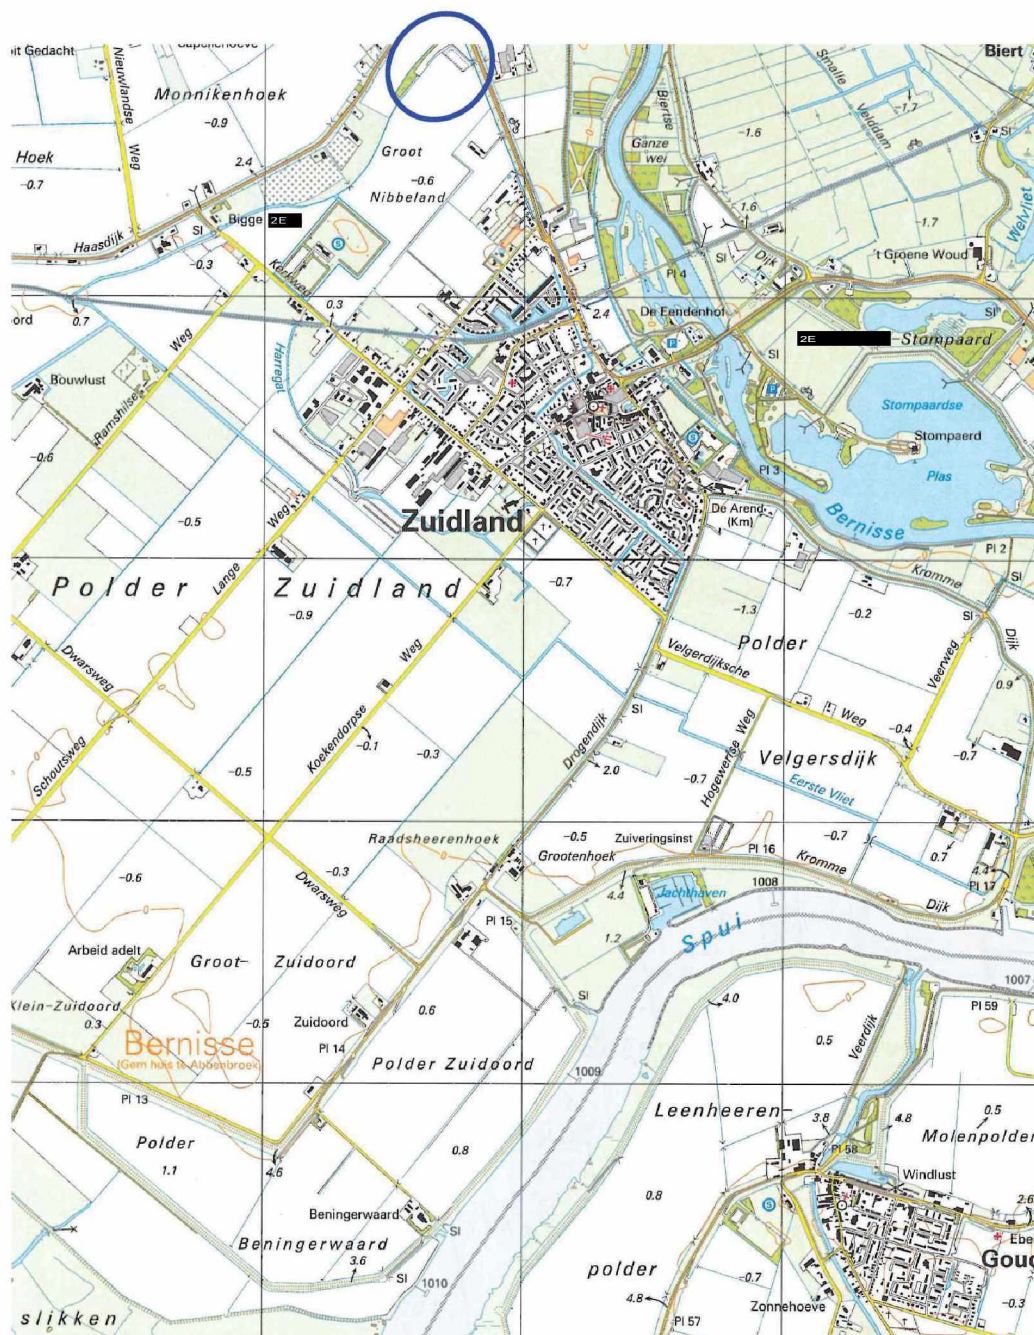 it Gedacht
Capellehoeve
Biert
Nieuwlandse Weg
Monnikenhoek
-0.9
Hoek
-0.7
2.4
Groot
-0.6
Nibbeland
Biertse
Ganze
wei
Smalle
Velddam
-1.7
-1.6
SI
Welvliet
Haasdijk
SI
Bigge
2E
-0.3
S
Kerkweg
0.3
1.6
-1.7
't Groene Woud
PI 4
SI
Dijk
oord
0.7
Weg
Harregat
2.4
De Eendenhof
P
2E
-Stompaard
SI
SI
Bouwlust
Ramshilse
-0.6
P
Stompaardse
Stompaerd
Plas
S
PI 3
-0.5
Weg
Zuidland
De Arend
(Km)
Bernisse
PI 2
Polder Zuidland
Lange
-0.9
-0.7
-1.3
-0.2
Kromme
SI
Dijk
Dwarsweg
Weg
Polder
Velgerdijksche
Weg
Veerweg
0.9
SI
Koekendorpse
-0.1
-0.3
Drogendijk
2.0
Hogewertse Weg
-0.4
-0.7
Schoutsweg
-0.5
-0.7
Velgersdijk
Eerste Vliet
Raadsheerenhoek
-0.5
Grootenhoek
Zuiveringsinst
PI 16
-0.7
Kromme
0.7
4.4
PI 17
-0.6
-0.3
Dwarsweg
4.4
Jachthaven
1008
Dijk
PI 15
1.2
Spui
Arbeid adelt
Groot-
Zuidoord
1007
Klein-Zuidoord
0.3
-0.5
Zuidoord
0.6
SI
4.0
PI 59
Bernisse
(Gem huis te Abbenbroek)
PI 14
Polder Zuidoord
0.5
Veerdijk
1009
PI 13
Leenheeren-
3.8
4.8
0.5
Molenpolder
Polder
1.1
4.6
0.8
PI 58
Windlust
0.8
2.6
Beningerwaard
SI
S
Ebe
Beningerwaard
3.6
SI
1010
polder
-0.7
Goud
4.8
Zonnehoeve
-0.3
slikken
PI 57